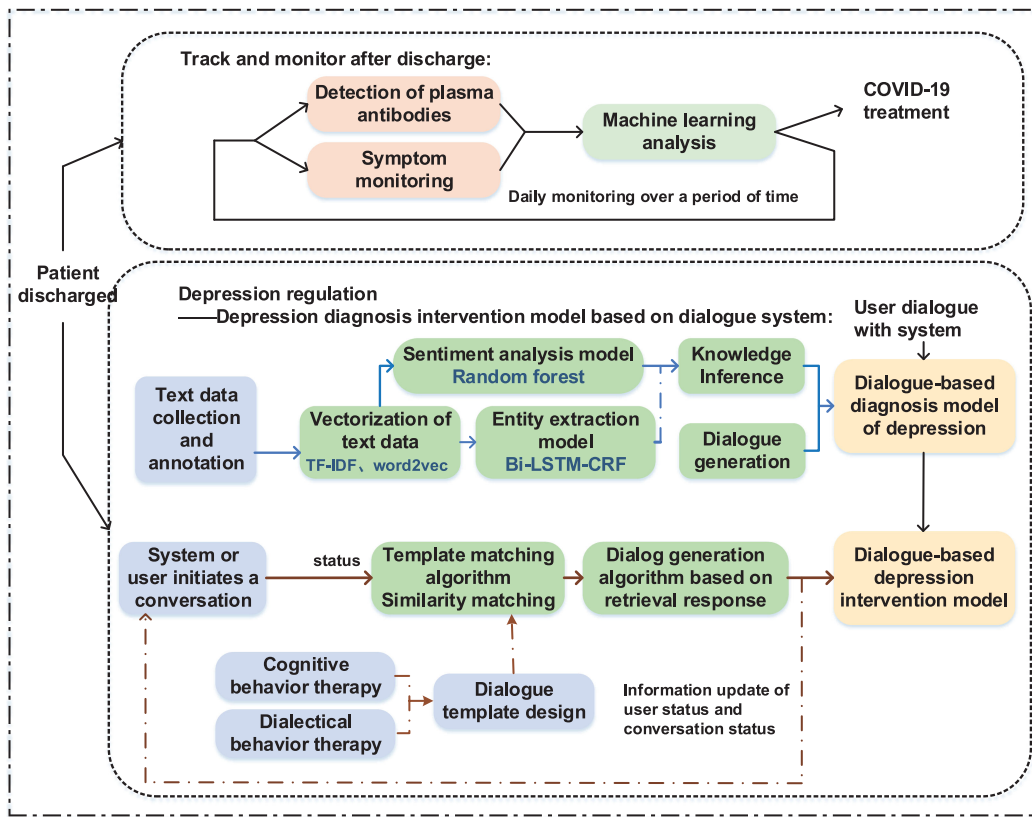 Track and monitor after discharge:
Detection of plasma
antibodies
Symptom
monitoring
Machine learning
analysis
COVID-19
treatment
Daily monitoring over a period of time
Patient
discharged
Depression regulation
——Depression diagnosis intervention model based on dialogue system:
User dialogue
with system
Text data
collection and
annotation
Sentiment analysis model
Random forest
Vectorization of
text data
TF-IDF、word2vec
Entity extraction
model
Bi-LSTM-CRF
Knowledge
Inference
Dialogue
generation
Dialogue-based
diagnosis model
of depression
System or
user initiates a
conversation
status
Template matching
algorithm
Similarity matching
Dialog generation
algorithm based on
retrieval response
Dialogue-based
depression
intervention model
Cognitive
behavior therapy
Dialectical
behavior therapy
Dialogue
template design
Information update of
user status and
conversation status